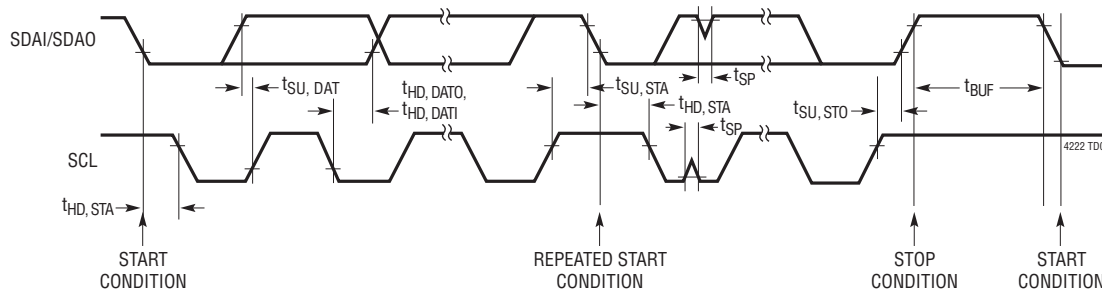 SDAI/SDAO
tSU, DAT
tHD, DATO,
tHD, DATI
tSU, STA
tHD, STA
tSP
tSP
tSU, STO
tBUF
SCL
4222 TD0
tHD, STA
START
CONDITION
REPEATED START
CONDITION
STOP
CONDITION
START
CONDITION